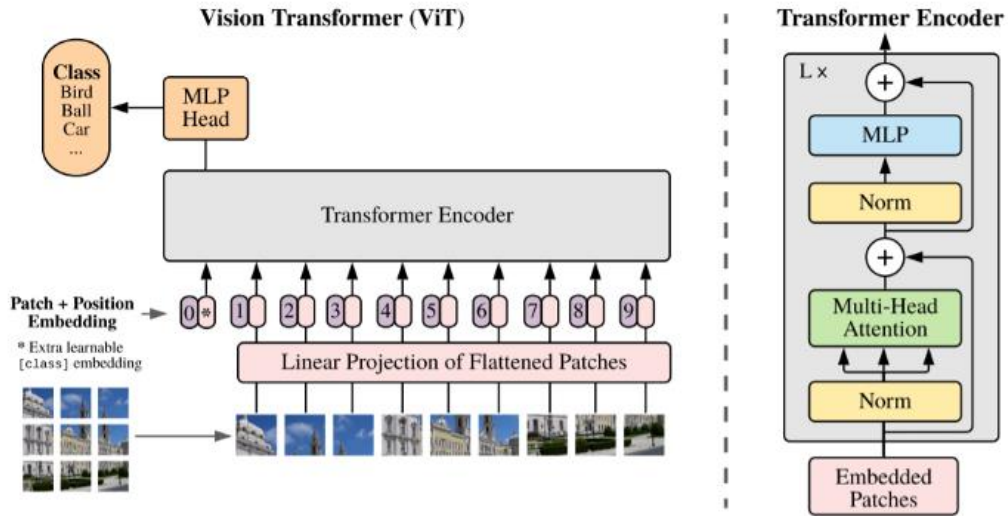 Vision Transformer (ViT)
Class
Bird
Ball
Car
...
MLP
Head
Transformer Encoder
Patch + Position
Embedding
0 * 1 2 3 4 5 6 7 8 9
* Extra learnable
[class] embedding
Linear Projection of Flattened Patches
Transformer Encoder
L ×
+
MLP
Norm
+
Multi-Head
Attention
Norm
Embedded
Patches